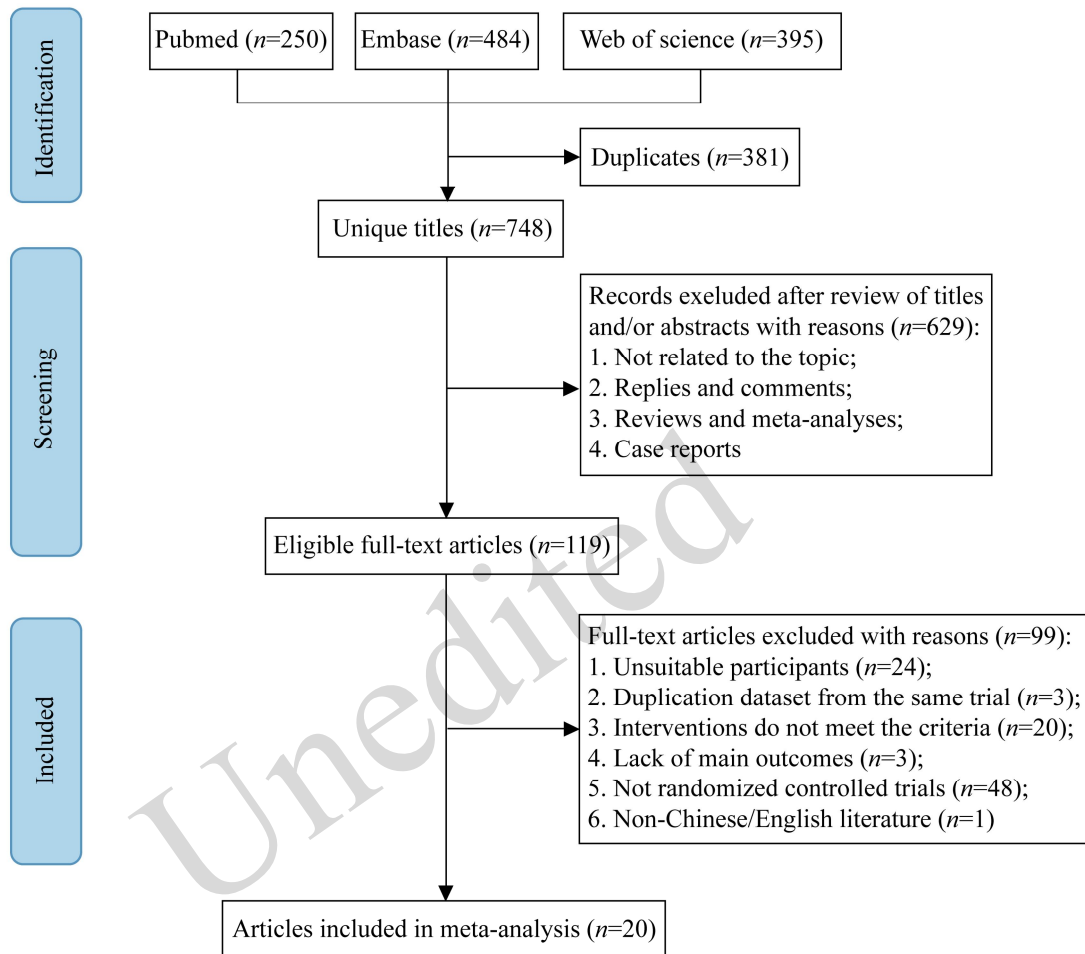 Pubmed (n=250)
Embase (n=484)
Web of science (n=395)
Identification
Duplicates (n=381)
Unique titles (n=748)
Screening
Records exeluded after review of titles
and/or abstracts with reasons (n=629):
1. Not related to the topic;
2. Replies and comments;
3. Reviews and meta-analyses;
4. Case reports
Eligible full-text articles (n=119)
Included
Full-text articles excluded with reasons (n=99):
1. Unsuitable participants (n=24);
2. Duplication dataset from the same trial (n=3);
3. Interventions do not meet the criteria (n=20);
4. Lack of main outcomes (n=3);
5. Not randomized controlled trials (n=48);
6. Non-Chinese/English literature (n=1)
Articles included in meta-analysis (n=20)
Unedited